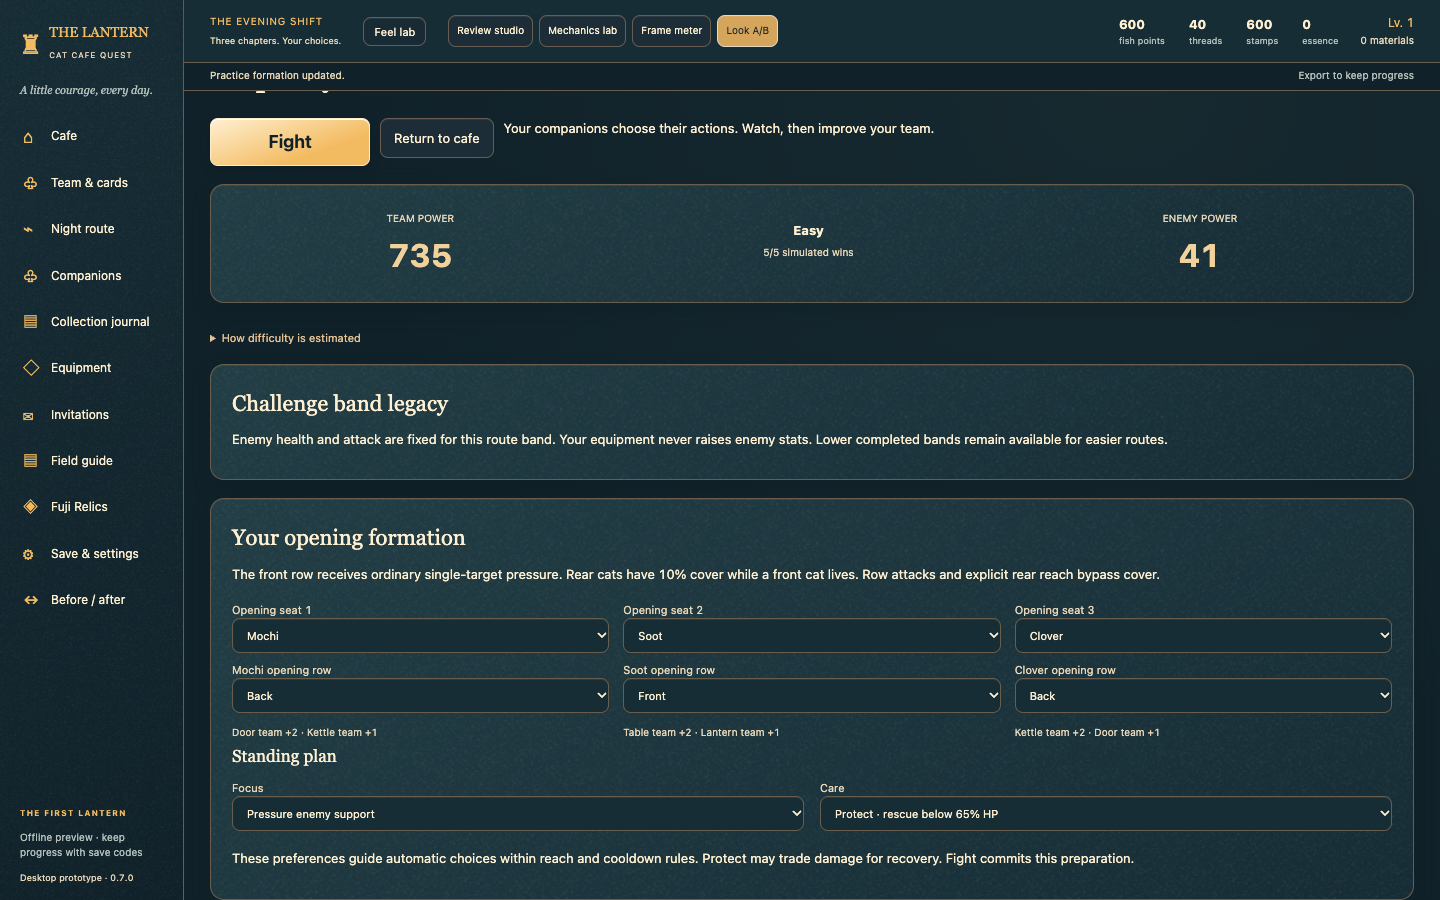 THE LANTERN
CAT CAFE QUEST
A little courage, every day.
Cafe
Team & cards
Night route
Companions
Collection journal
Equipment
Invitations
Field guide
Fuji Relics
Save & settings
Before / after
THE FIRST LANTERN
Offline preview · keep
progress with save codes
Desktop prototype · 0.7.0
THE EVENING SHIFT
Three chapters. Your choices.
Feel lab
Review studio
Mechanics lab
Frame meter
Look A/B
600
fish points
40
threads
600
stamps
0
essence
Lv. 1
0 materials
Practice formation updated.
Export to keep progress
Fight
Return to cafe
Your companions choose their actions. Watch, then improve your team.
TEAM POWER
735
Easy
5/5 simulated wins
ENEMY POWER
41
How difficulty is estimated
Challenge band legacy
Enemy health and attack are fixed for this route band. Your equipment never raises enemy stats. Lower completed bands remain available for easier routes.
Your opening formation
The front row receives ordinary single-target pressure. Rear cats have 10% cover while a front cat lives. Row attacks and explicit rear reach bypass cover.
Opening seat 1
Opening seat 2
Opening seat 3
Mochi
Soot
Clover
Mochi opening row
Soot opening row
Clover opening row
Back
Front
Back
Door team +2 · Kettle team +1
Table team +2 · Lantern team +1
Kettle team +2 · Door team +1
Standing plan
Focus
Care
Pressure enemy support
Protect · rescue below 65% HP
These preferences guide automatic choices within reach and cooldown rules. Protect may trade damage for recovery. Fight commits this preparation.